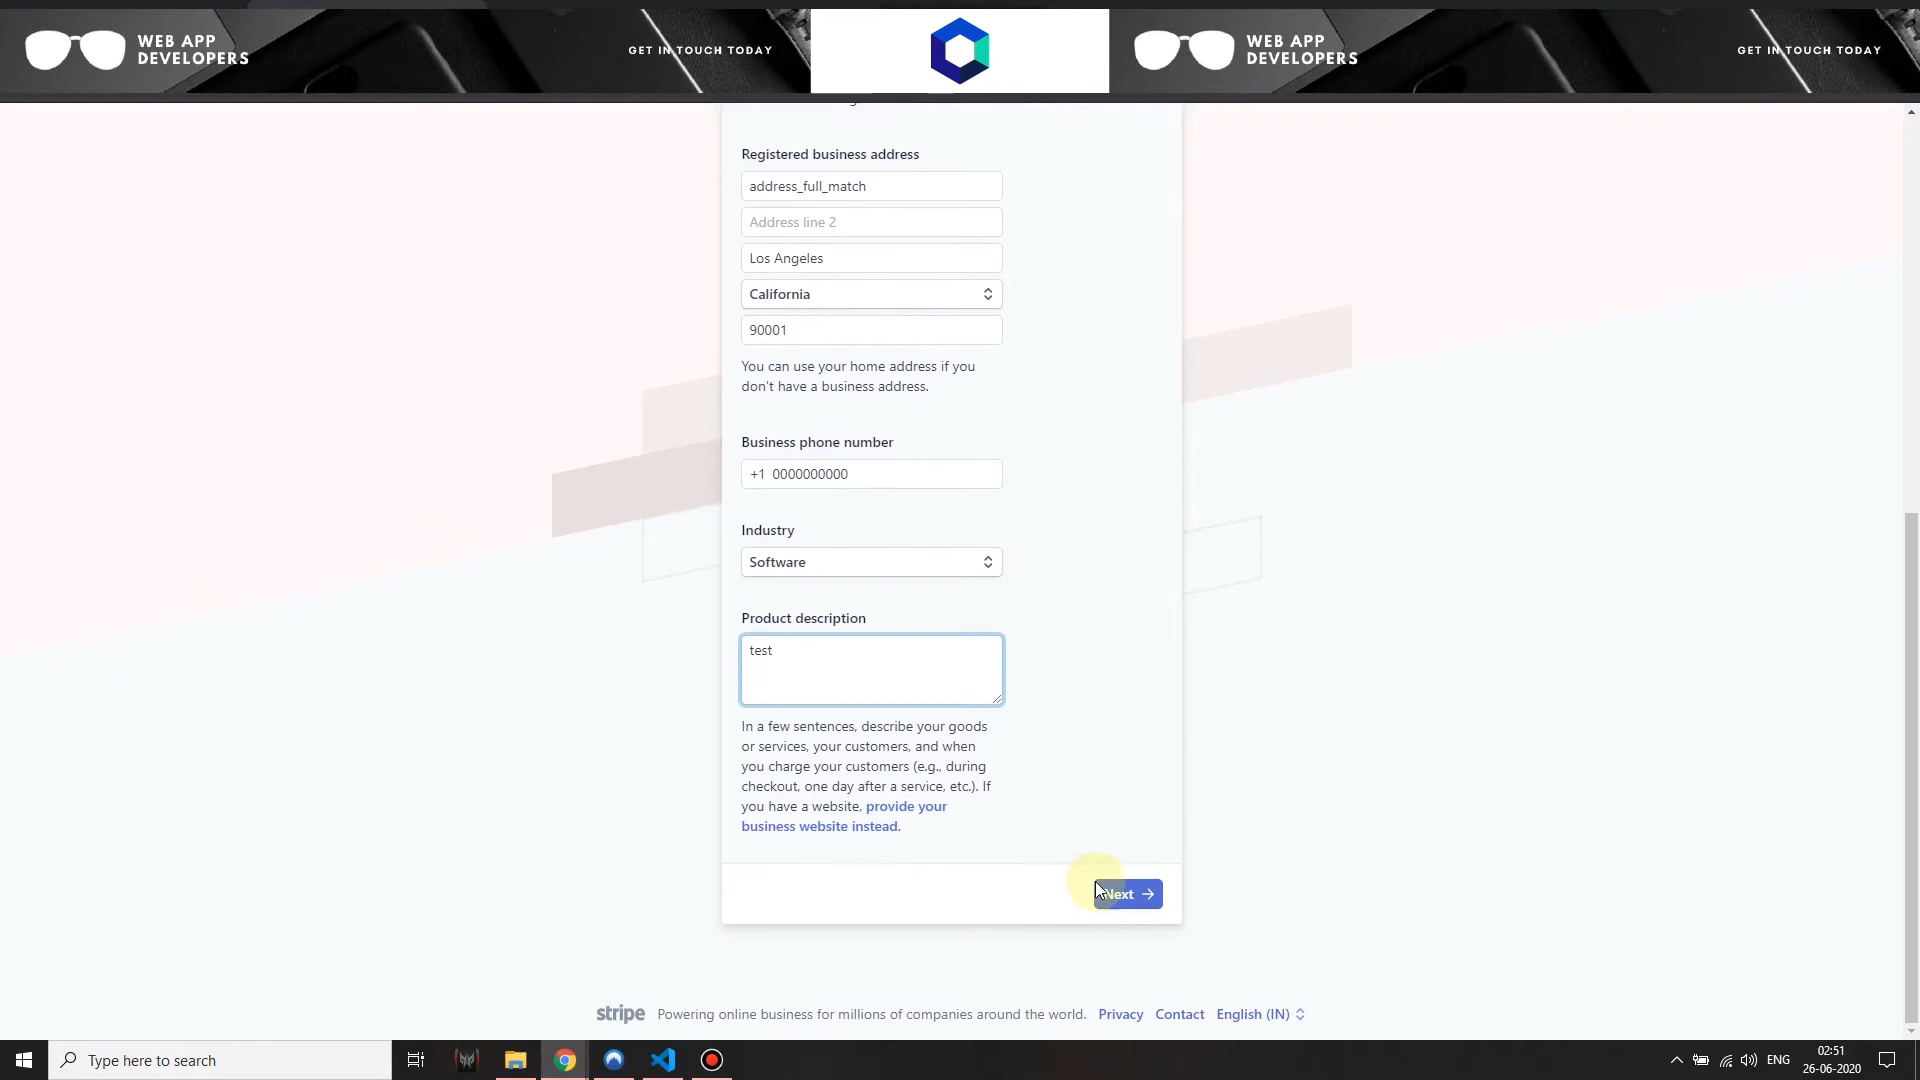 WEB APP
DEVELOPERS
GET IN TOUCH TODAY
WEB APP
DEVELOPERS
GET IN TOUCH TODAY
Registered business address
address_full_match
Address line 2
Los Angeles
California
90001
You can use your home address if you
don't have a business address.
Business phone number
+1 0000000000
Industry
Software
Product description
test
In a few sentences, describe your goods
or services, your customers, and when
you charge your customers (e.g., during
checkout, one day after a service, etc.). If
you have a website, provide your
business website instead.
Next
stripe Powering online business for millions of companies around the world. Privacy Contact English (IN)
Type here to search
ENG
02:51
26-06-2020